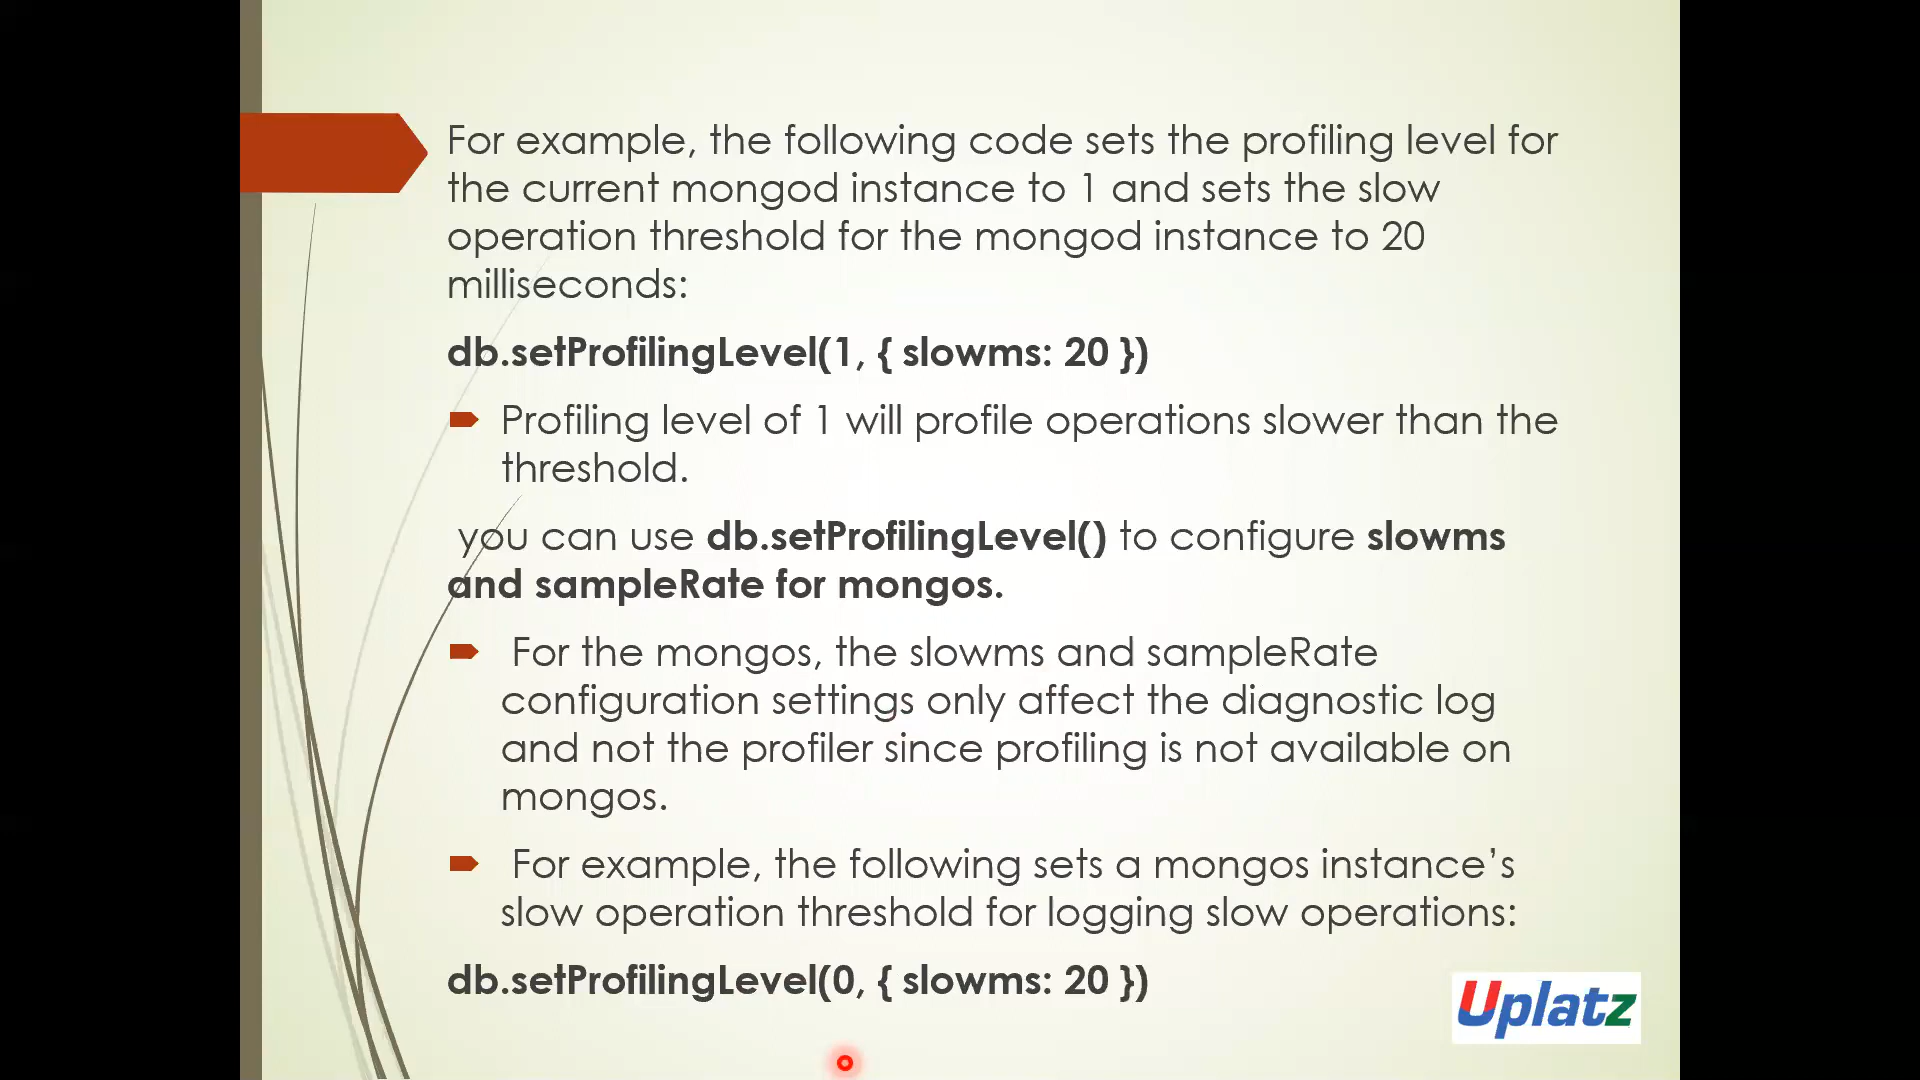 For example, the following code sets the profiling level for
the current mongod instance to 1 and sets the slow
operation threshold for the mongod instance to 20
milliseconds:
db.setProfilingLevel(1, { slowms: 20 })
Profiling level of 1 will profile operations slower than the
threshold.
you can use db.setProfilingLevel() to configure slowms
and sampleRate for mongos.
For the mongos, the slowms and sampleRate
configuration settings only affect the diagnostic log
and not the profiler since profiling is not available on
mongos.
For example, the following sets a mongos instance’s
slow operation threshold for logging slow operations:
db.setProfilingLevel(0, { slowms: 20 })
Uplatz